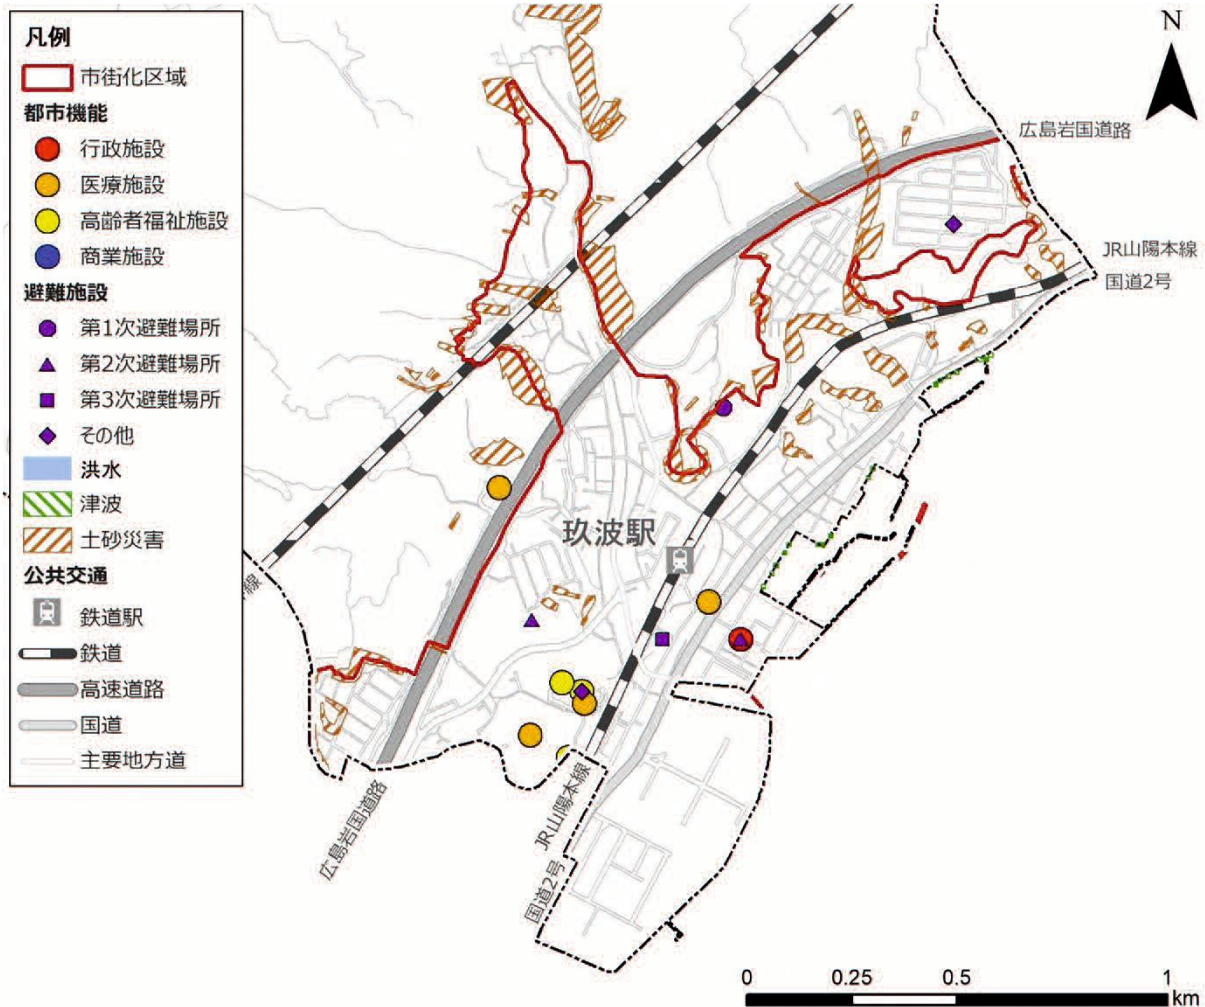 凡例
市街化区域
都市機能
行政施設
医療施設
高齢者福祉施設
商業施設
避難施設
第1次避難場所
第2次避難場所
第3次避難場所
その他
洪水
津波
土砂災害
公共交通
鉄道駅
鉄道
高速道路
国道
主要地方道
N
広島岩国道路
JR山陽本線
国道2号
玖波駅
線
広島岩国道路
JR山陽本線
国道2号
0 0.25 0.5 1
km